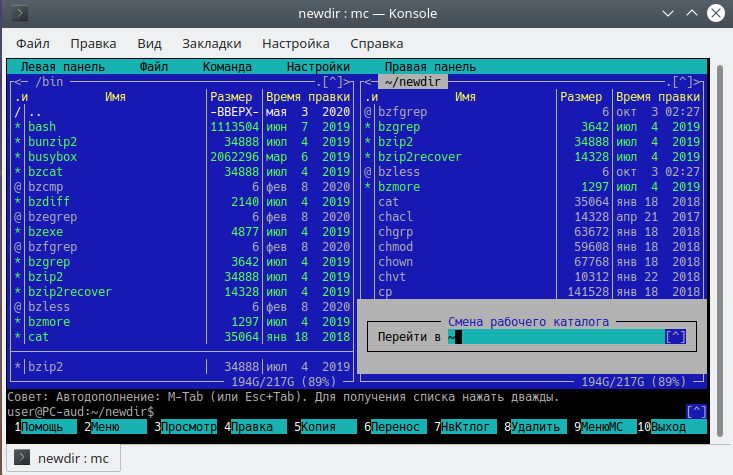 newdir : mc — Konsole
Файл Правка Вид Закладки Настройка Справка
Левая панель Файл Команда Настройки Правая панель
<─ /bin .[^]> <─ ~/newdir .[^]>
.и Имя Размер Время правки .и Имя Размер Время правки
/.. -ВВЕРХ- мая 3 2020 @ bzfgrep 6 окт 3 02:27
* bash 1113504 июн 7 2019 * bzgrep 3642 июл 4 2019
* bunzip2 34888 июл 4 2019 * bzip2 34888 июл 4 2019
* busybox 2062296 мар 6 2019 * bzip2recover 14328 июл 4 2019
* bzcat 34888 июл 4 2019 @ bzless 6 окт 3 02:27
@ bzcmp 6 фев 8 2020 * bzmore 1297 июл 4 2019
* bzdiff 2140 июл 4 2019 cat 35064 янв 18 2018
@ bzegrep 6 фев 8 2020 chacl 14328 апр 21 2017
* bzexe 4877 июл 4 2019 chgrp 63672 янв 18 2018
@ bzfgrep 6 фев 8 2020 chmod 59608 янв 18 2018
* bzgrep 3642 июл 4 2019 chown 67768 янв 18 2018
* bzip2 34888 июл 4 2019 chvt 10312 янв 22 2018
* bzip2recover 14328 июл 4 2019 cp 141528 янв 18 2018
@ bzless 6 фев 8 2020
* bzmore 1297 июл 4 2019 Смена рабочего каталога
* cat 35064 янв 18 2018 Перейти в ~ [^]
* bzip2 34888 июл 4 2019
194G/217G (89%) 194G/217G (89%)
Совет: Автодополнение: M-Tab (или Esc+Tab). Для получения списка нажать дважды.
user@PC-aud:~/newdir$ [^]
1Помощь 2Меню 3Просмотр 4Правка 5Копия 6Перенос 7НвКтлог 8Удалить 9МенюMC 10Выход
newdir : mc